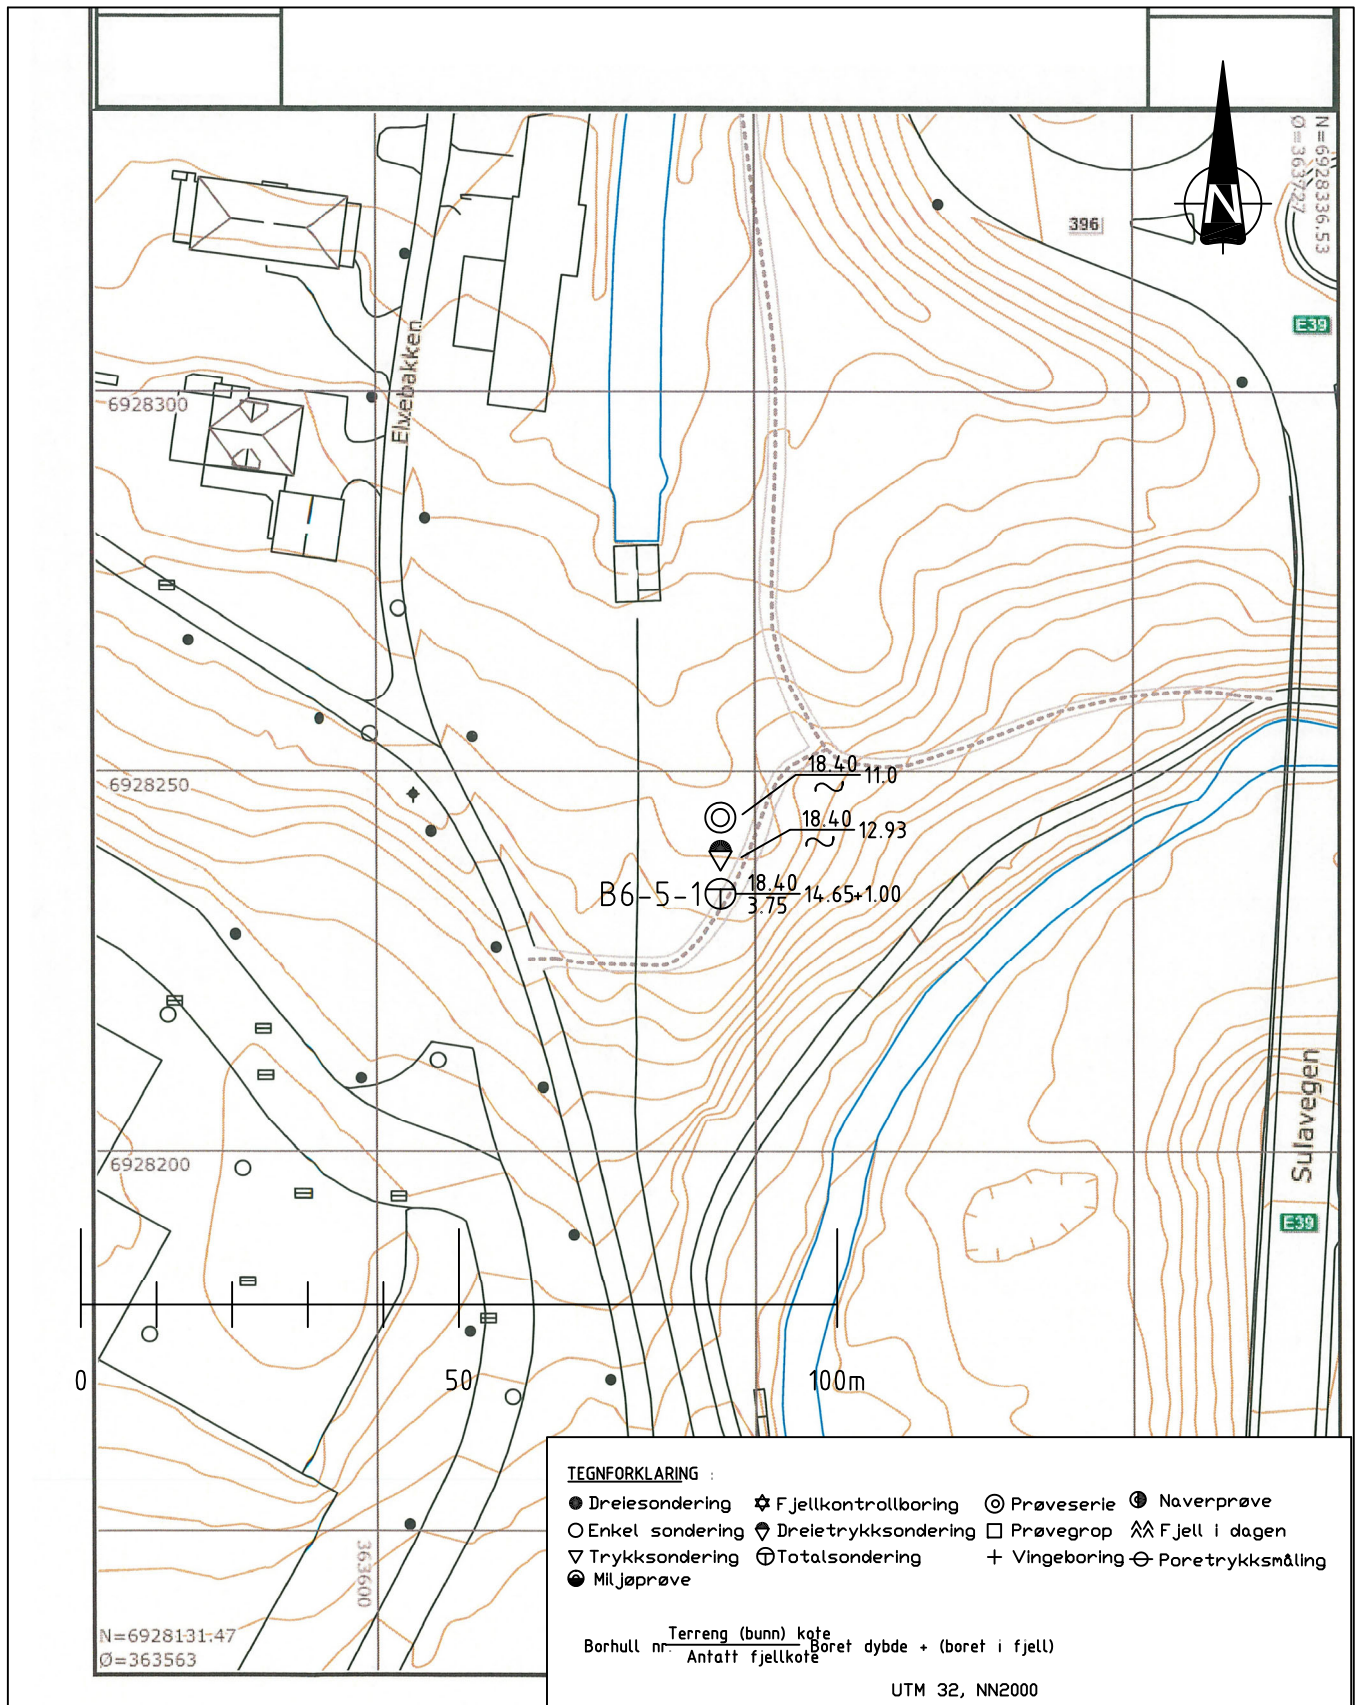 N=6928336.53
Ø=363727
N
396
E39
Elvebakken
6928300
6928250
18.40
~
11.0
18.40
~
12.93
B6-5-1
18.40
3.75
14.65+1.00
6928200
Sulavegen
E39
0
50
100m
363600
N=6928131.47
Ø=363563
TEGNFORKLARING :
Dreiesondering
Fjellkontrollboring
Prøveserie
Naverprøve
Enkel sondering
Dreietrykksondering
Prøvegrop
Fjell i dagen
Trykksondering
Totalsondering
Vingeboring
Poretrykksmåling
Miljøprøve
Borhull nr. Terreng (bunn) kote
Antatt fjellkote
Boret dybde + (boret i fjell)
UTM 32, NN2000